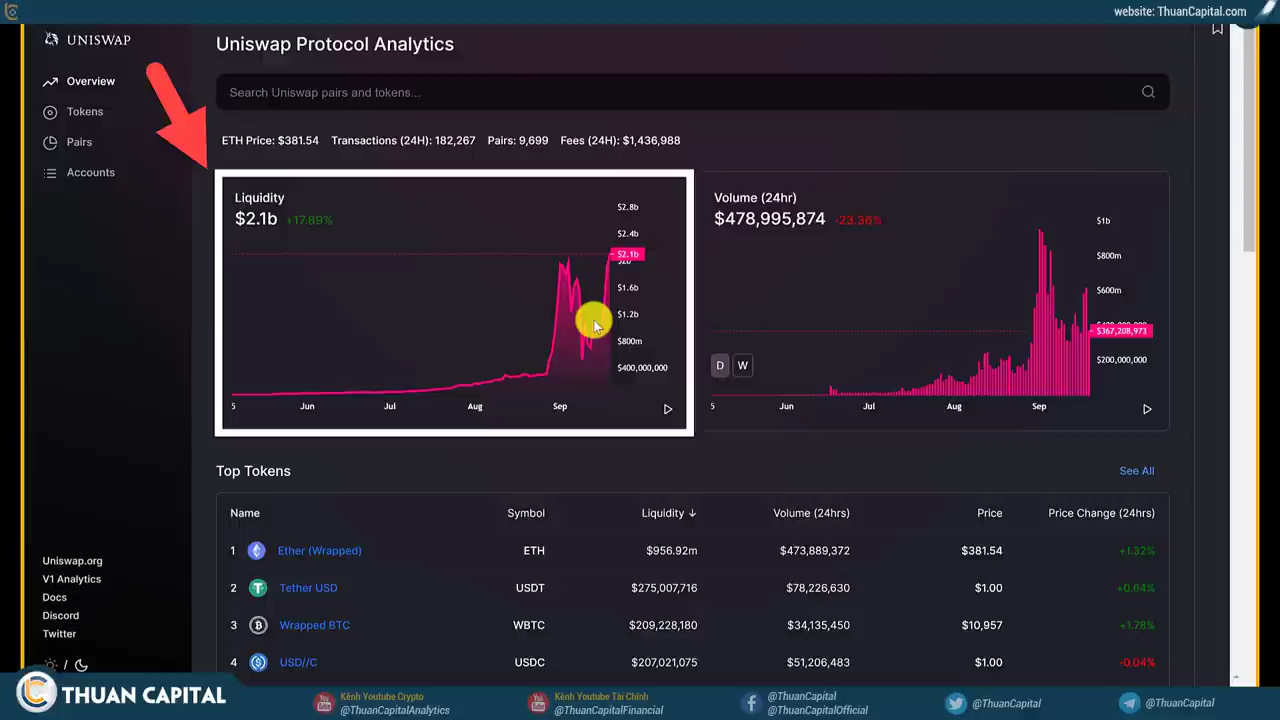 website: ThuanCapital.com
UNISWAP
Overview
Tokens
Pairs
Accounts
Uniswap.org
V1 Analytics
Docs
Discord
Twitter
/
Uniswap Protocol Analytics
Search Uniswap pairs and tokens...
ETH Price: $381.54 Transactions (24H): 182,267 Pairs: 9,699 Fees (24H): $1,436,988
Liquidity
$2.1b +17.89%
$2.8b
$2.4b
$2.1b
$1.6b
$1.2b
$800m
$400,000,000
5 Jun Jul Aug Sep
Volume (24hr)
$478,995,874 -23.36%
$1b
$800m
$600m
$367,208,973
$200,000,000
D W
5 Jun Jul Aug Sep
Top Tokens See All
Name Symbol Liquidity ↓ Volume (24hrs) Price Price Change (24hrs)
1 Ether (Wrapped) ETH $956.92m $473,889,372 $381.54 +1.32%
2 Tether USD USDT $275,007,716 $78,226,630 $1.00 +0.64%
3 Wrapped BTC WBTC $209,228,180 $34,135,450 $10,957 +1.78%
4 USD//C USDC $207,021,075 $51,206,483 $1.00 -0.04%
THUAN CAPITAL
Kênh Youtube Crypto
@ThuanCapitalAnalytics
Kênh Youtube Tài Chính
@ThuanCapitalFinancial
@ThuanCapital
@ThuanCapitalOfficial
@ThuanCapital
@ThuanCapital